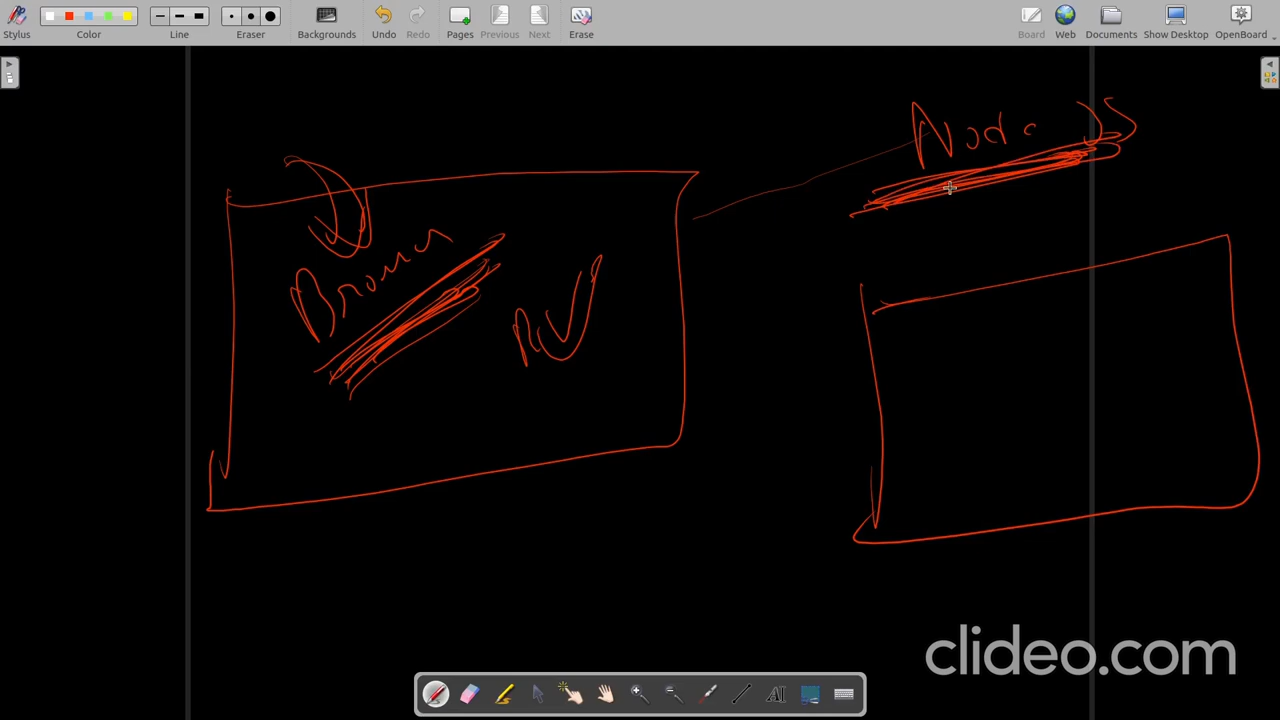 Stylus Color Line Eraser Backgrounds Undo Redo Pages Previous Next Erase Board Web Documents Show Desktop OpenBoard
Node JS
Browser
clideo.com